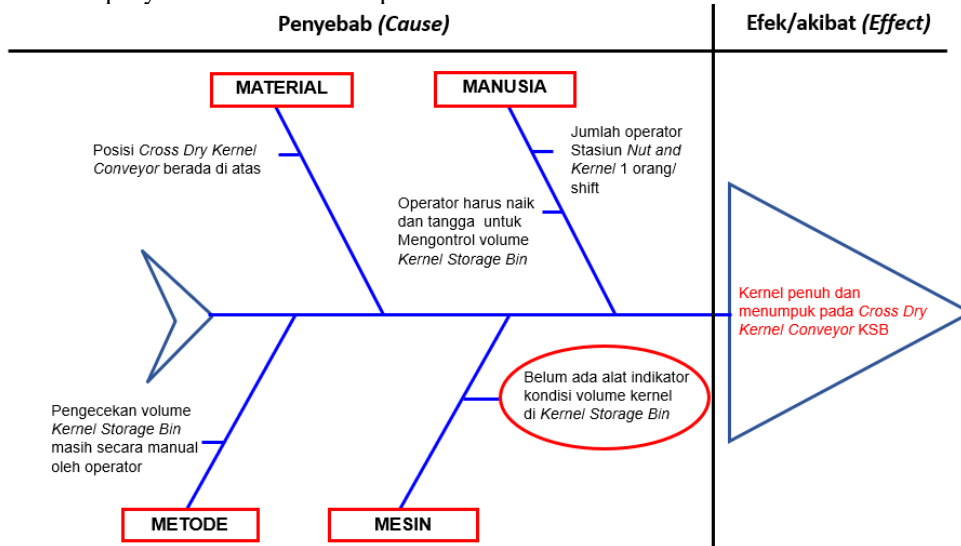 Penyebab (Cause)
Efek/akibat (Effect)
MATERIAL
MANUSIA
Posisi Cross Dry Kernel
Conveyor berada di atas
Jumlah operator
Stasiun Nut and
Kernel 1 orang/
shift
Operator harus naik
dan tangga untuk
Mengontrol volume
Kernel Storage Bin
Kernel penuh dan
menumpuk pada Cross Dry
Kernel Conveyor KSB
Belum ada alat indikator
kondisi volume kernel
di Kernel Storage Bin
Pengecekan volume
Kernel Storage Bin
masih secara manual
oleh operator
METODE
MESIN